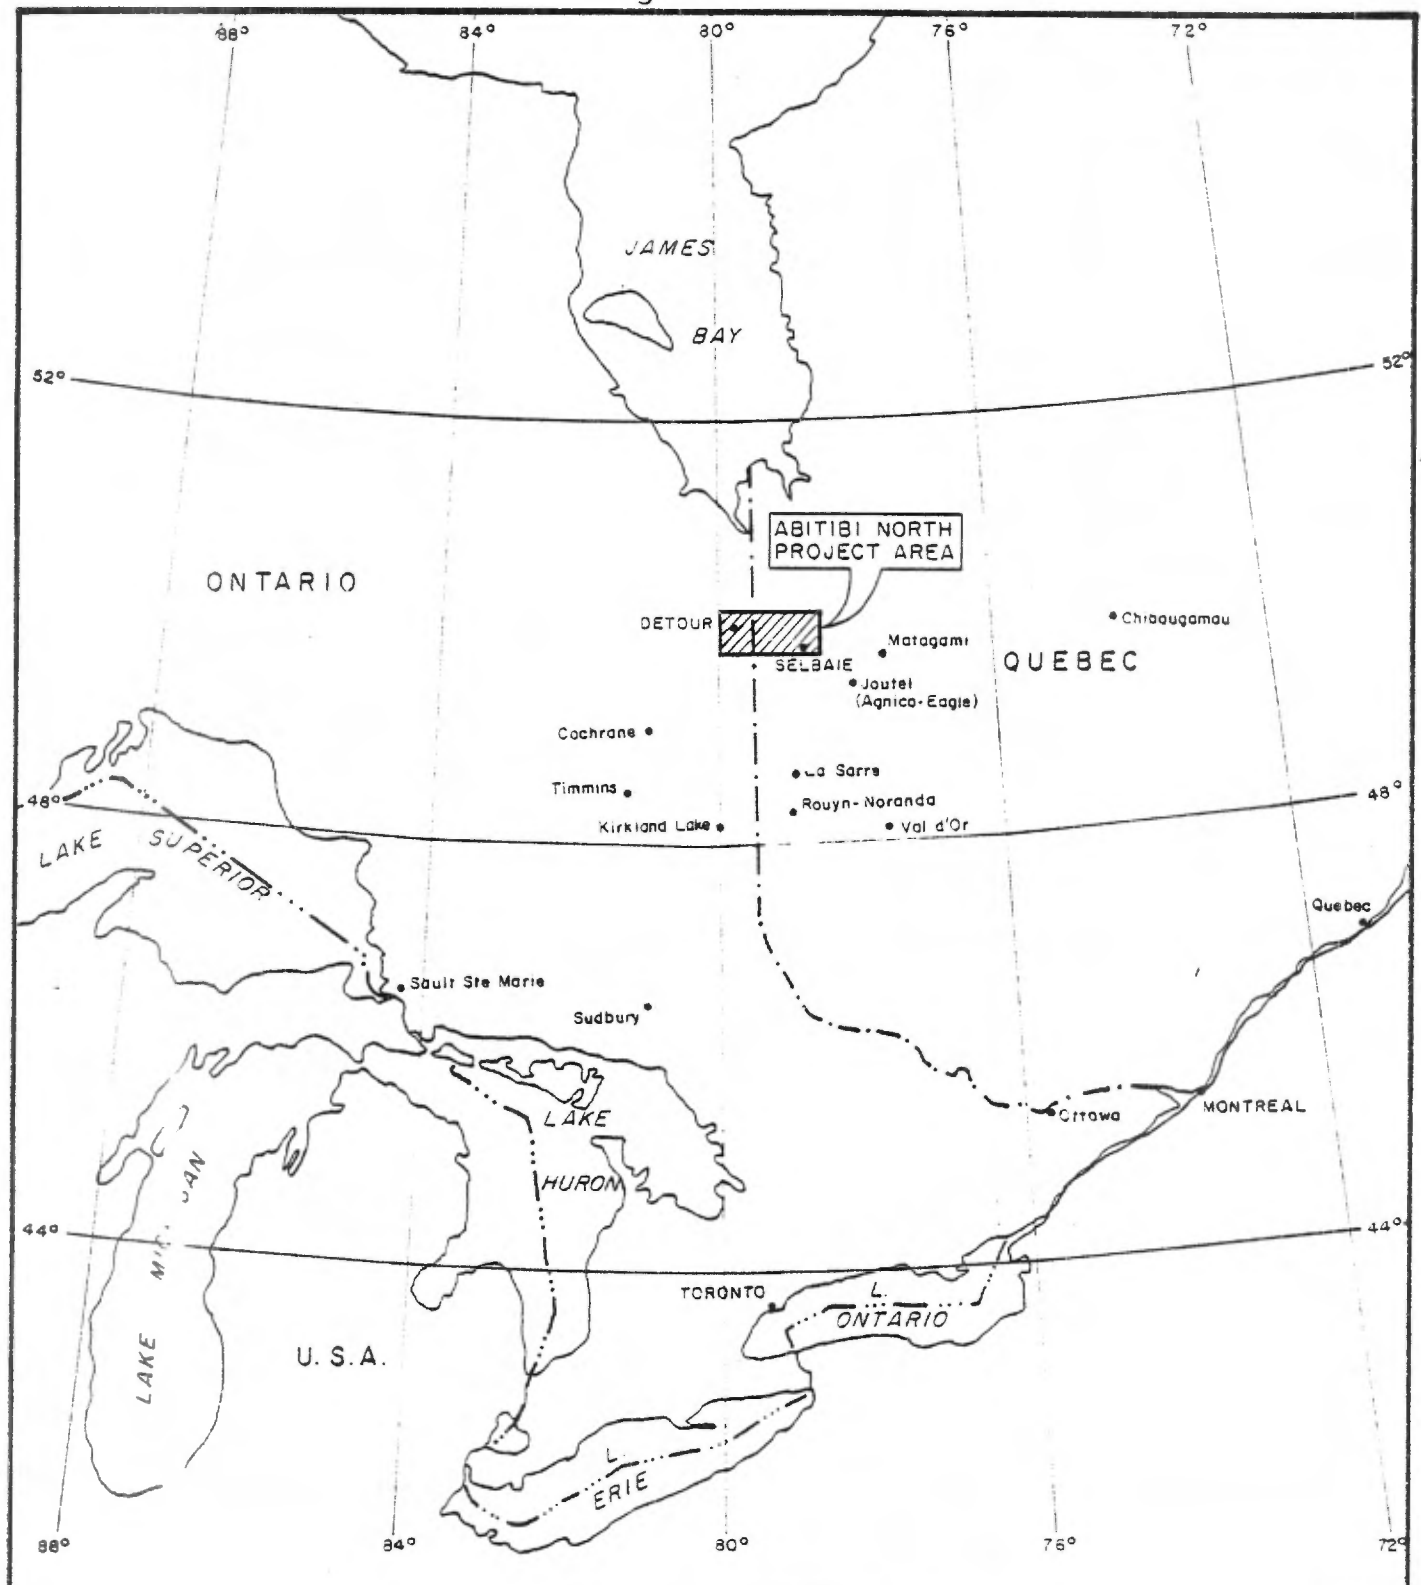 88° 84° 80° 76° 72°
JAMES
BAY
52° 52°
ABITIBI NORTH
PROJECT AREA
ONTARIO
DETOUR
Chibougamau
Matagami
SELBAIE
QUEBEC
Joutel
(Agnico-Eagle)
Cochrane
La Sarre
Timmins
48° 48°
Rouyn-Noranda
Kirkland Lake
Val d'Or
LAKE SUPERIOR
Quebec
Sault Ste Marie
Sudbury
LAKE
HURON
Ottawa
MONTREAL
44° 44°
LAKE
TORONTO
L.
ONTARIO
U.S.A.
L.
ERIE
88° 84° 80° 76° 72°